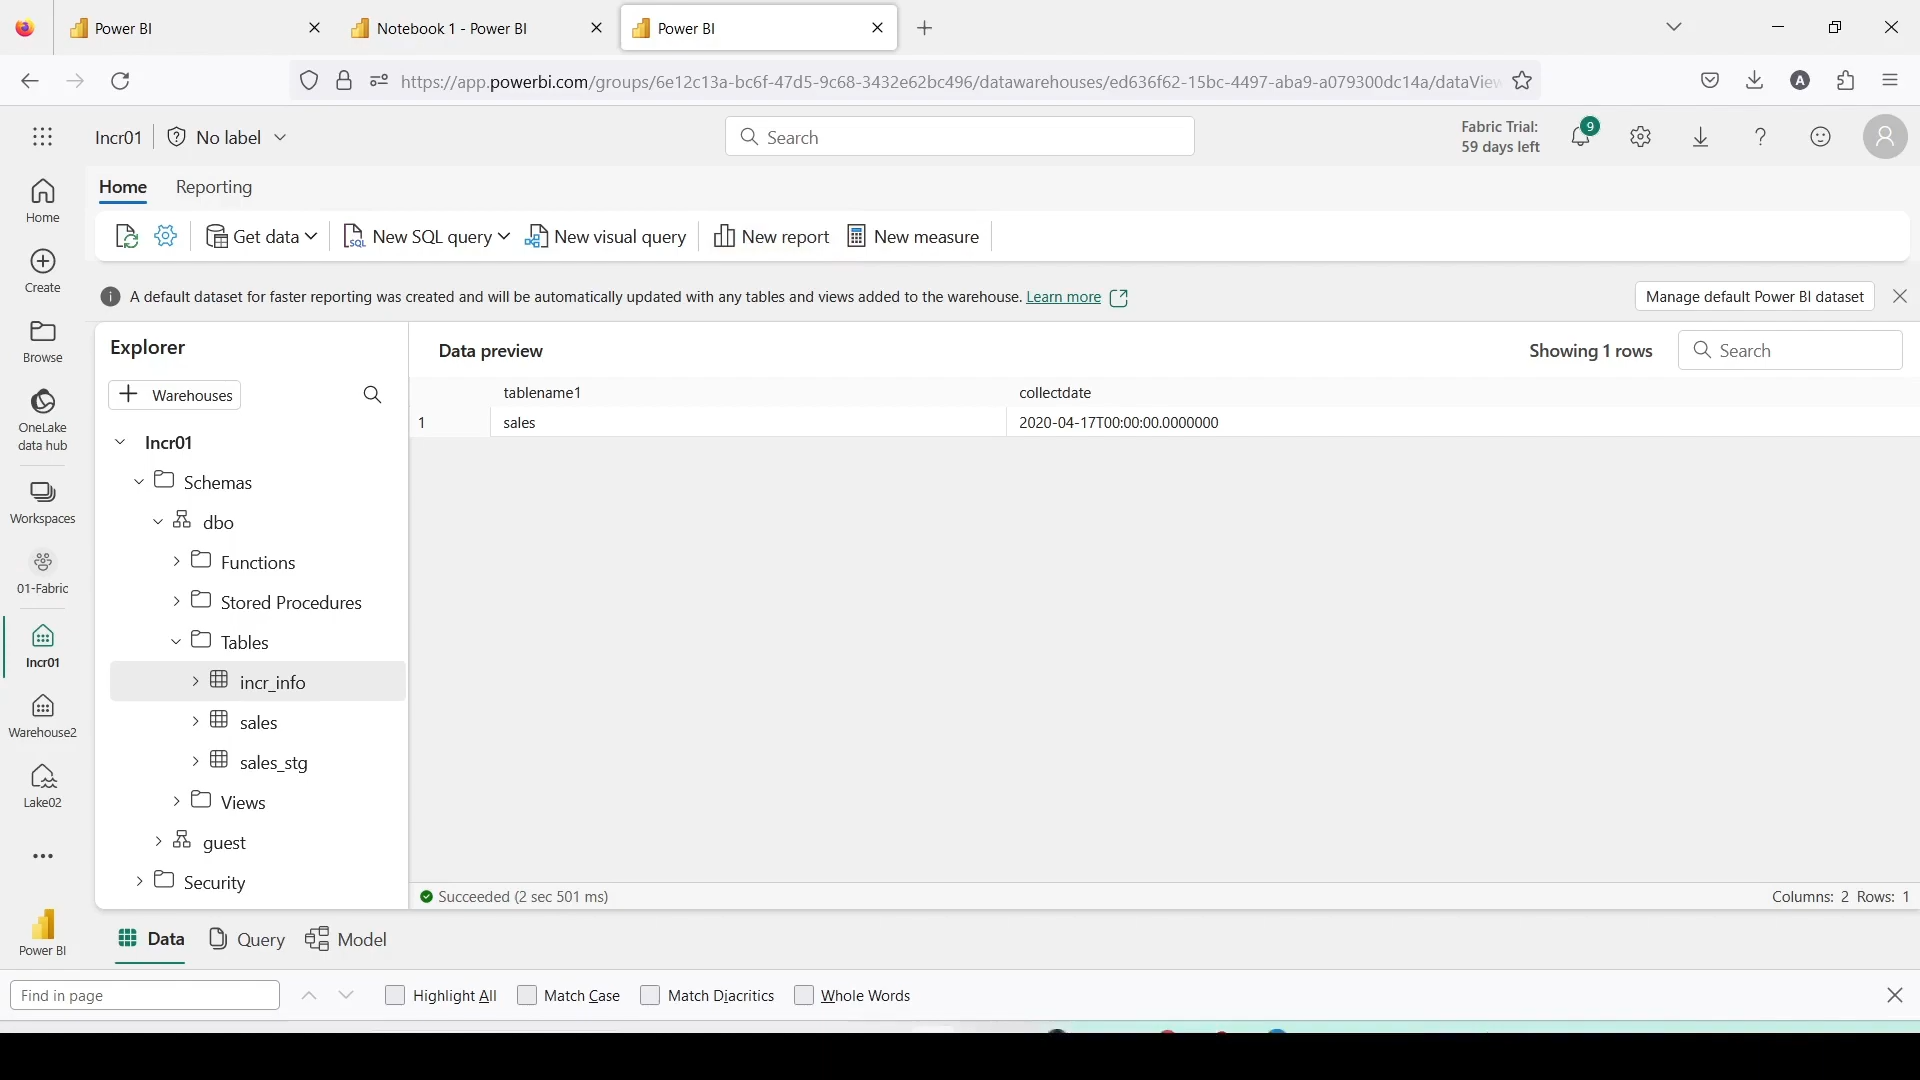 Power BI
Notebook 1 - Power BI
Power BI
https://app.powerbi.com/groups/6e12c13a-bc6f-47d5-9c68-3432e62bc496/datawarehouses/ed636f62-15bc-4497-aba9-a079300dc14a/dataView
A
Incr01
No label
Search
Fabric Trial:
59 days left
9
Home
Reporting
Get data
SQL
New SQL query
New visual query
New report
New measure
A default dataset for faster reporting was created and will be automatically updated with any tables and views added to the warehouse. Learn more
Manage default Power BI dataset
Home
Create
Browse
OneLake
data hub
Workspaces
01-Fabric
Incr01
Warehouse2
Lake02
Power BI
Explorer
Warehouses
Incr01
Schemas
dbo
Functions
Stored Procedures
Tables
incr_info
sales
sales_stg
Views
guest
Security
Data preview
Showing 1 rows
Search
tablename1 collectdate
1 sales 2020-04-17T00:00:00.0000000
Succeeded (2 sec 501 ms)
Columns: 2 Rows: 1
Data
Query
Model
Find in page
Highlight All
Match Case
Match Diacritics
Whole Words